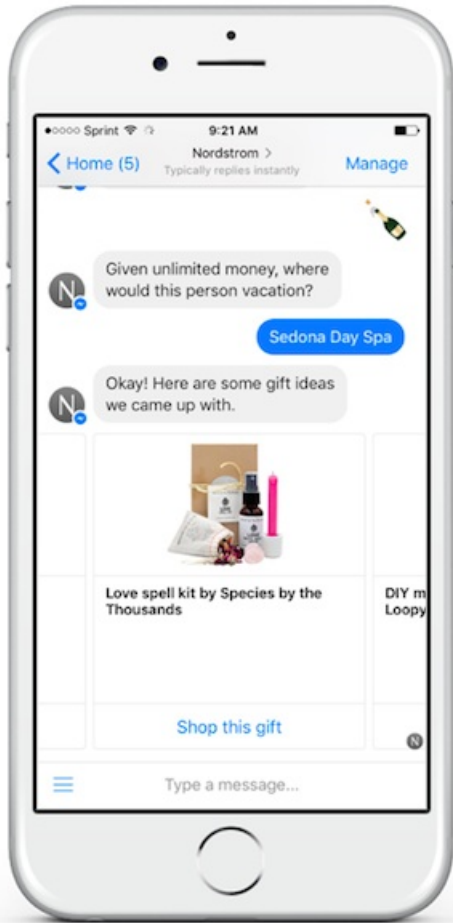 Sprint 9:21 AM
Home (5) Nordstrom > Manage
Typically replies instantly
Given unlimited money, where
would this person vacation?
N
Sedona Day Spa
Okay! Here are some gift ideas
we came up with.
N
Love spell kit by Species by the
Thousands
DIY m
Loopy
Shop this gift
N
Type a message...